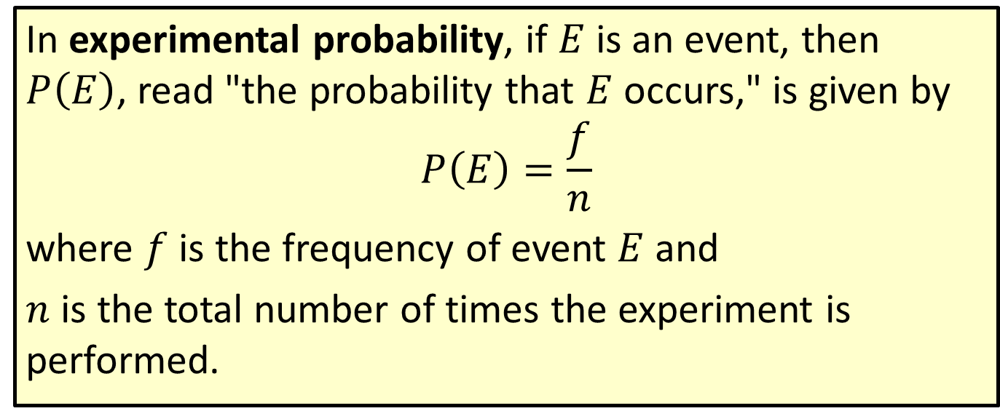 In experimental probability, if E is an event, then
P(E), read "the probability that E occurs," is given by
P(E) = f/n
where f is the frequency of event E and
n is the total number of times the experiment is
performed.